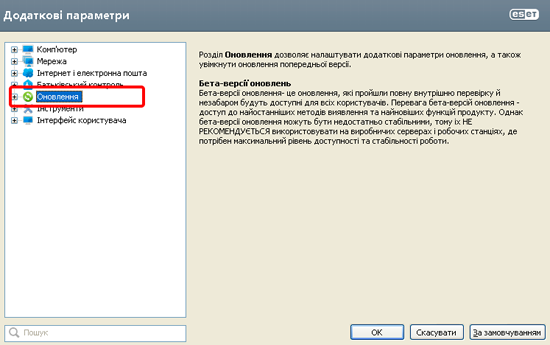 Додаткові параметри
eset
Комп'ютер
Мережа
Інтернет і електронна пошта
Батьківський контроль
Оновлення
Інструменти
Інтерфейс користувача
Розділ Оновлення дозволяє налаштувати додаткові параметри оновлення, а також
увімкнути оновлення попередньої версії.
Бета-версії оновлень
Бета-версії оновлення- це оновлення, які пройшли повну внутрішню перевірку й
незабаром будуть доступні для всіх користувачів. Перевага бета-версій оновлення -
доступ до найостанніших методів виявлення та найновіших функцій продукту. Однак
бета-версії оновлення можуть бути недостатньо стабільними, тому їх НЕ
РЕКОМЕНДУЄТЬСЯ використовувати на виробничих серверах і робочих станціях, де
потрібем максимальний рівень доступності та стабільності роботи.
Пошук
OK
Скасувати
За замовчуванням